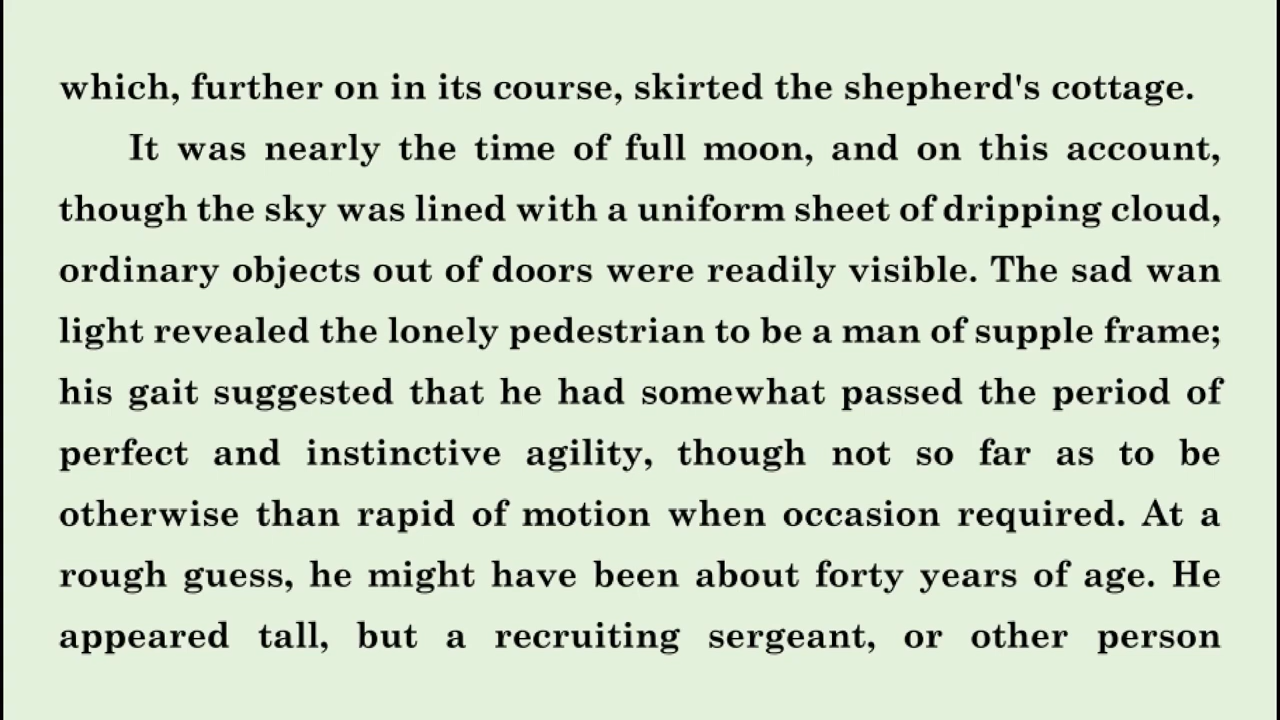 which, further on in its course, skirted the shepherd's cottage.
It was nearly the time of full moon, and on this account,
though the sky was lined with a uniform sheet of dripping cloud,
ordinary objects out of doors were readily visible. The sad wan
light revealed the lonely pedestrian to be a man of supple frame;
his gait suggested that he had somewhat passed the period of
perfect and instinctive agility, though not so far as to be
otherwise than rapid of motion when occasion required. At a
rough guess, he might have been about forty years of age. He
appeared tall, but a recruiting sergeant, or other person